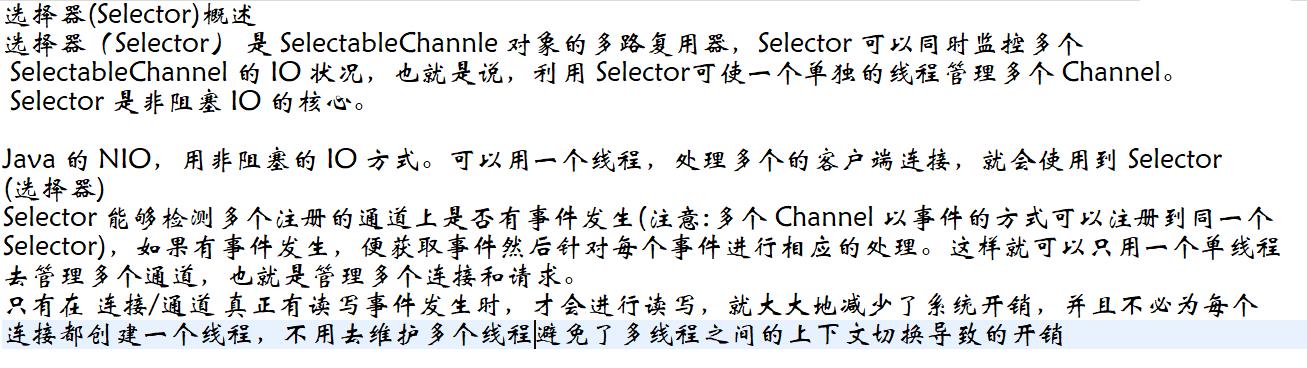 选择器(Selector)概述
选择器（Selector） 是 SelectableChannle 对象的多路复用器，Selector 可以同时监控多个
SelectableChannel 的 IO 状况，也就是说，利用 Selector可使一个单独的线程管理多个 Channel。
Selector 是非阻塞 IO 的核心。
Java 的 NIO，用非阻塞的 IO 方式。可以用一个线程，处理多个的客户端连接，就会使用到 Selector
(选择器)
Selector 能够检测多个注册的通道上是否有事件发生(注意:多个 Channel 以事件的方式可以注册到同一个
Selector)，如果有事件发生，便获取事件然后针对每个事件进行相应的处理。这样就可以只用一个单线程
去管理多个通道，也就是管理多个连接和请求。
只有在 连接/通道 真正有读写事件发生时，才会进行读写，就大大地减少了系统开销，并且不必为每个
连接都创建一个线程，不用去维护多个线程避免了多线程之间的上下文切换导致的开销